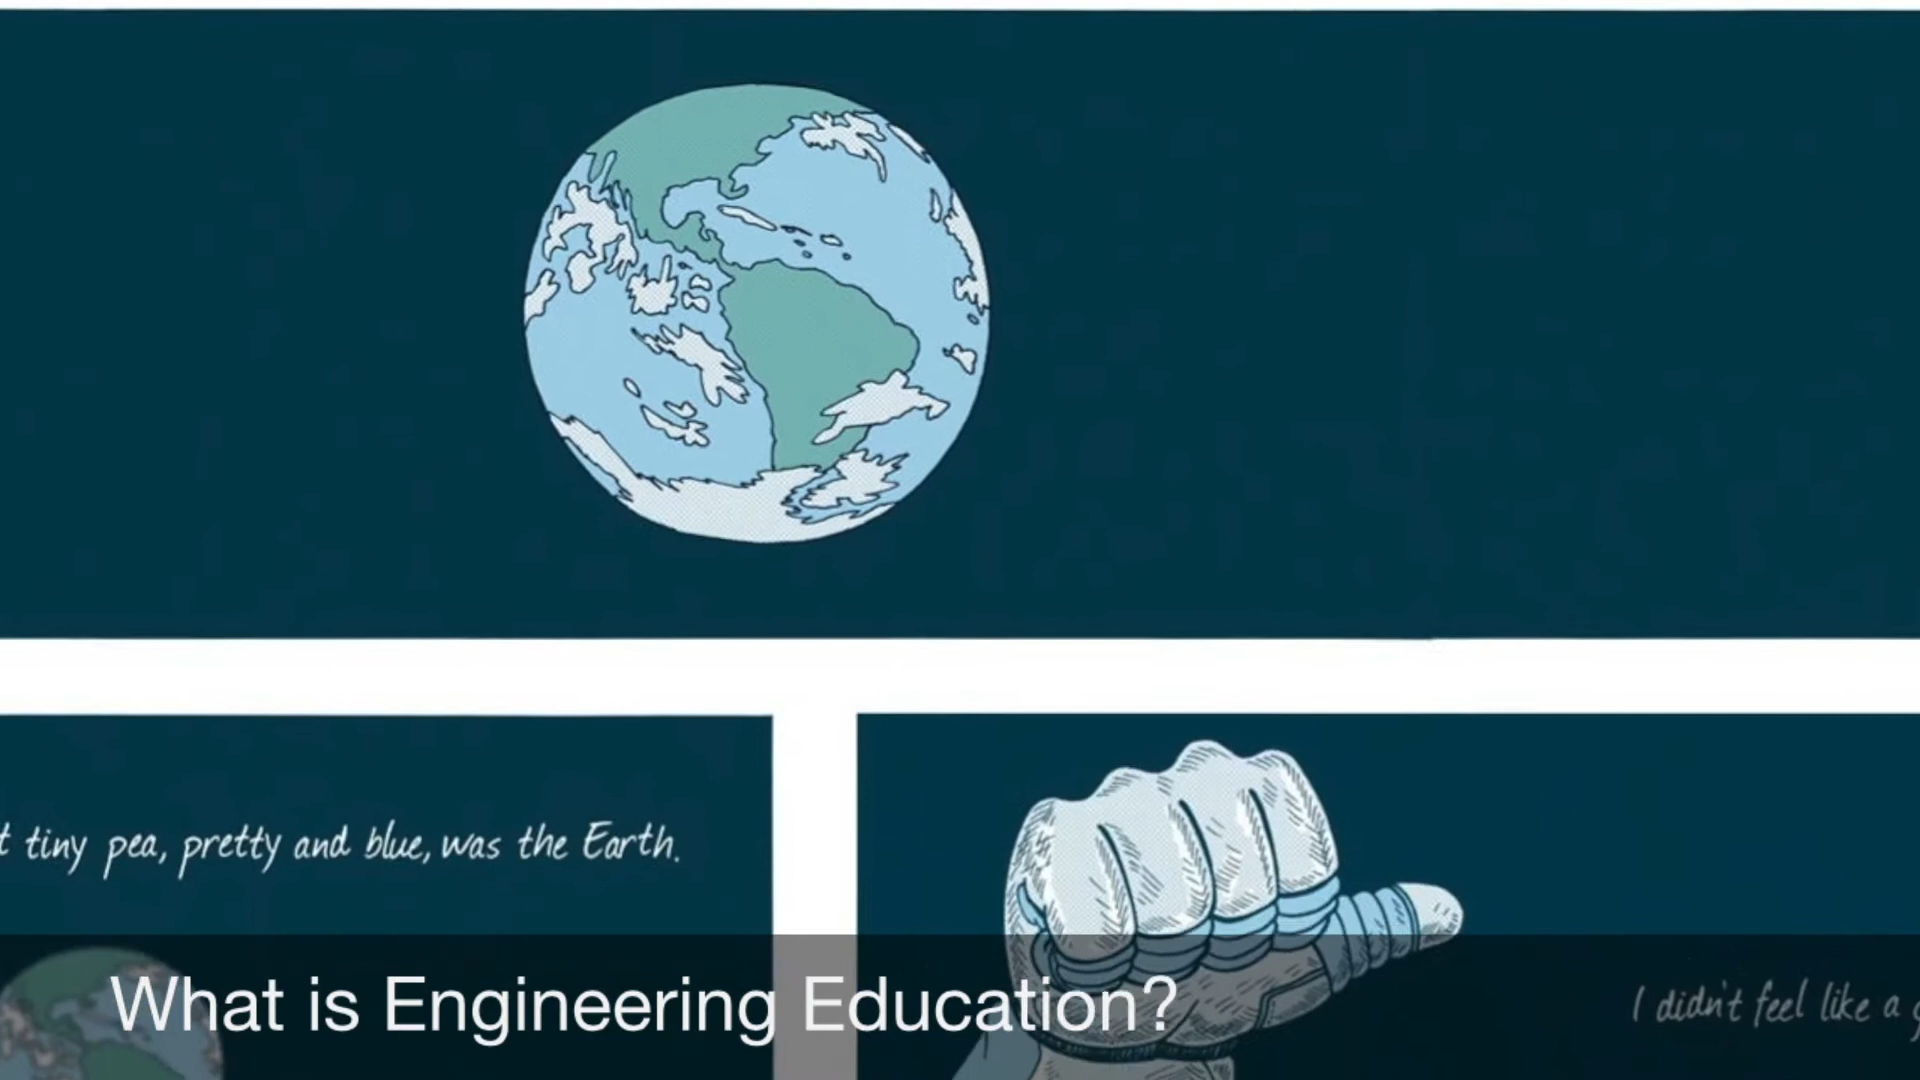 tiny pea, pretty and blue, was the Earth.
I didn't feel like a
What is Engineering Education?